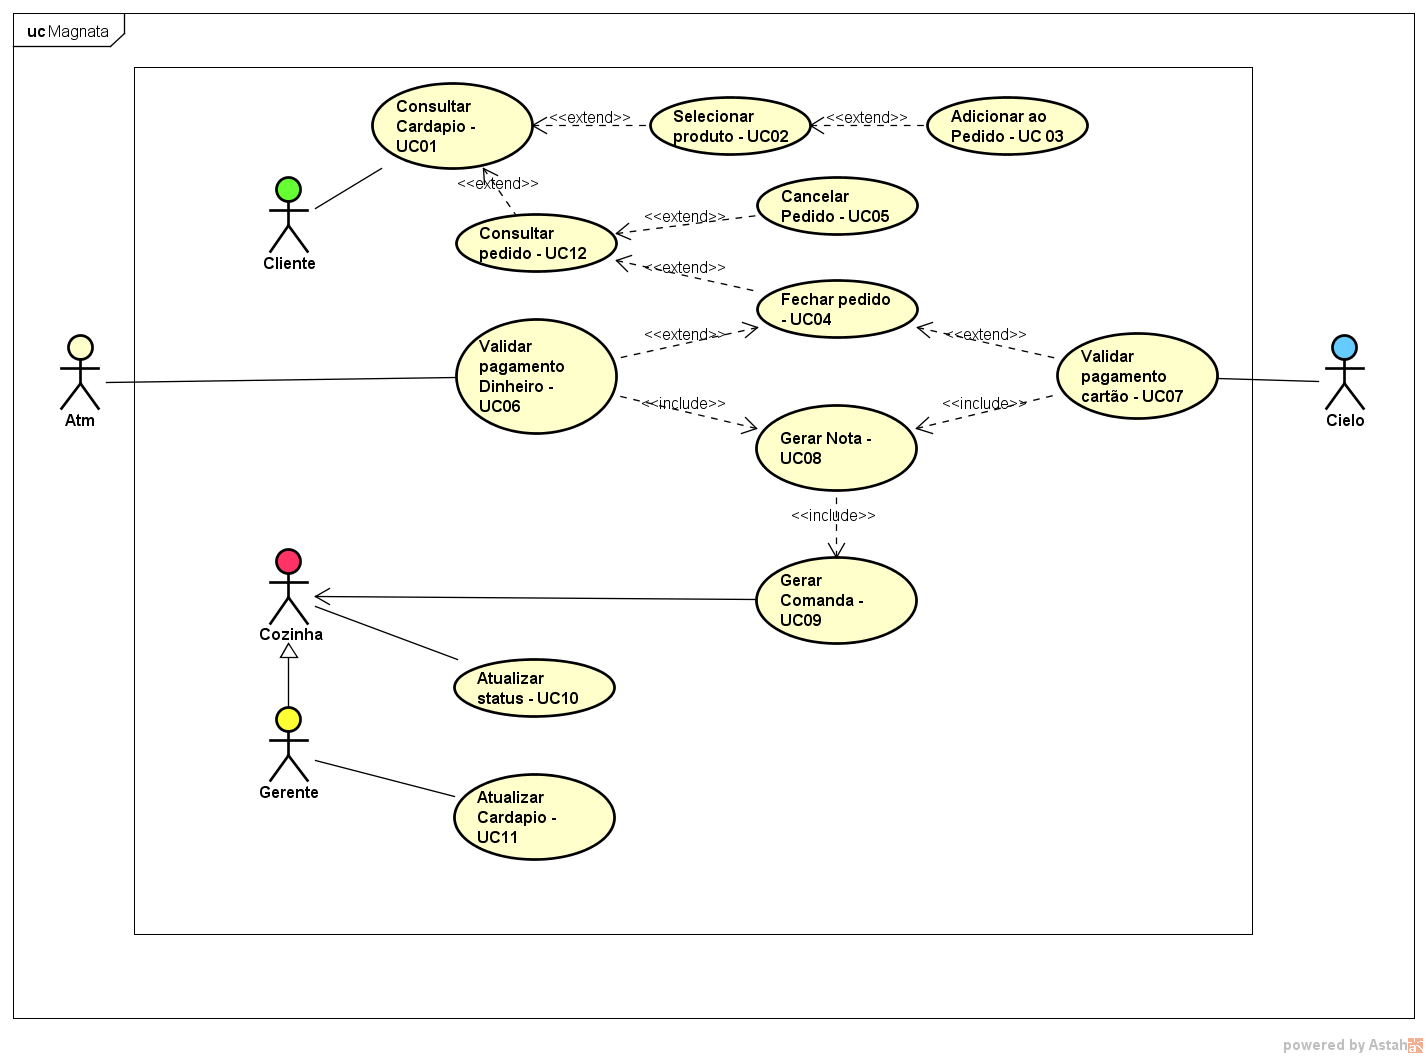 uc Magnata
Consultar
Cardapio -
UC01
<<extend>>
Selecionar
produto - UC02
<<extend>>
Adicionar ao
Pedido - UC 03
<<extend>>
Cliente
Consultar
pedido - UC12
<<extend>>
Cancelar
Pedido - UC05
<<extend>>
Fechar pedido
- UC04
Atm
Validar
pagamento
Dinheiro -
UC06
<<extend>>
<<include>>
<<extend>>
<<include>>
Validar
pagamento
cartão - UC07
Cielo
Gerar Nota -
UC08
<<include>>
Gerar
Comanda -
UC09
Cozinha
Atualizar
status - UC10
Gerente
Atualizar
Cardapio -
UC11
powered by Astah